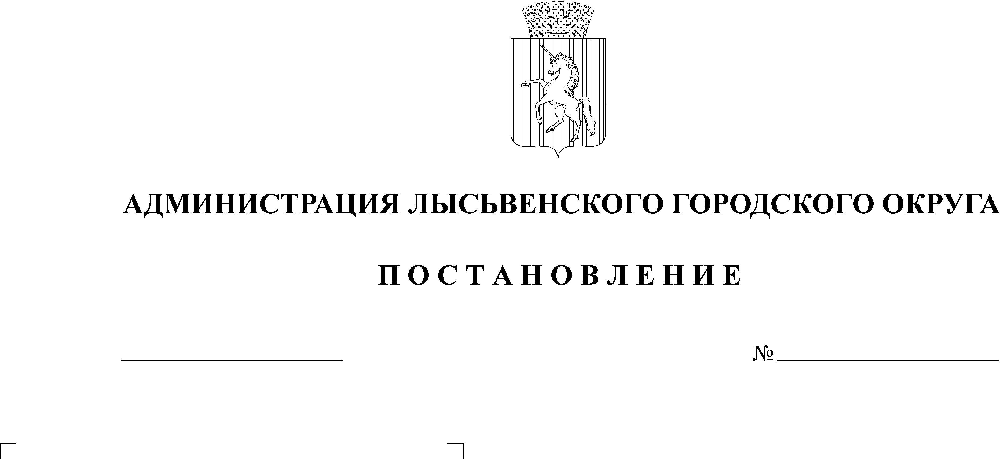 АДМИНИСТРАЦИЯ ЛЫСЬВЕНСКОГО ГОРОДСКОГО ОКРУГА
П О С Т А Н О В Л Е Н И Е
№